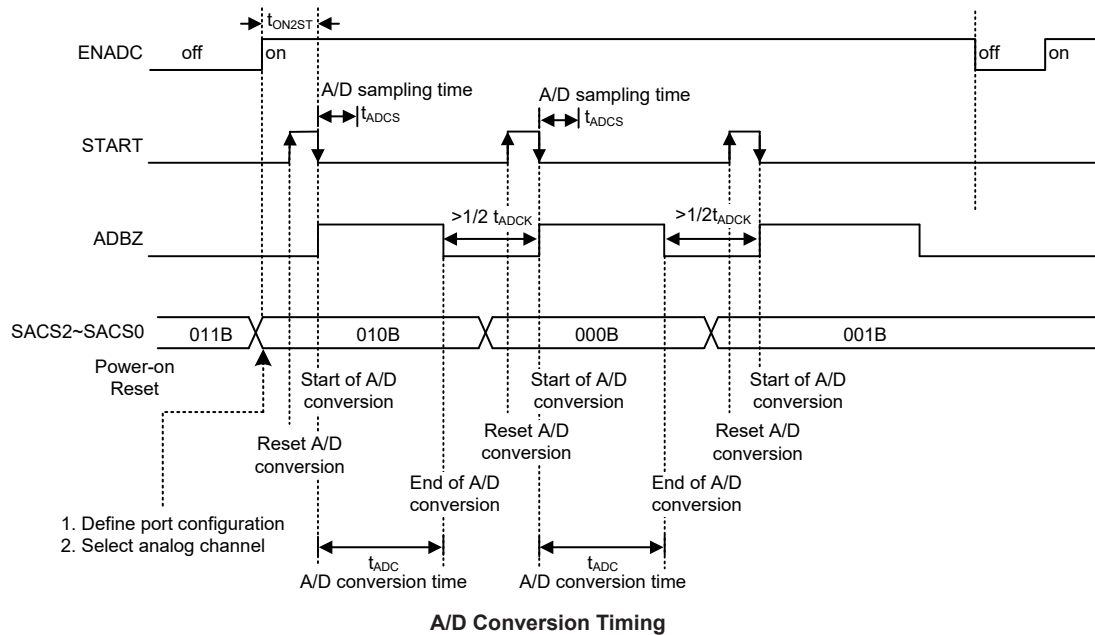 tON2ST
ENADC
off
on
off
on
A/D sampling time
tADCS
A/D sampling time
tADCS
START
>1/2 tADCK
>1/2tADCK
ADBZ
SACS2~SACS0
011B
010B
000B
001B
Power-on
Reset
Start of A/D
conversion
Start of A/D
conversion
Start of A/D
conversion
Reset A/D
conversion
Reset A/D
conversion
Reset A/D
conversion
End of A/D
conversion
End of A/D
conversion
1. Define port configuration
2. Select analog channel
tADC
A/D conversion time
tADC
A/D conversion time
A/D Conversion Timing